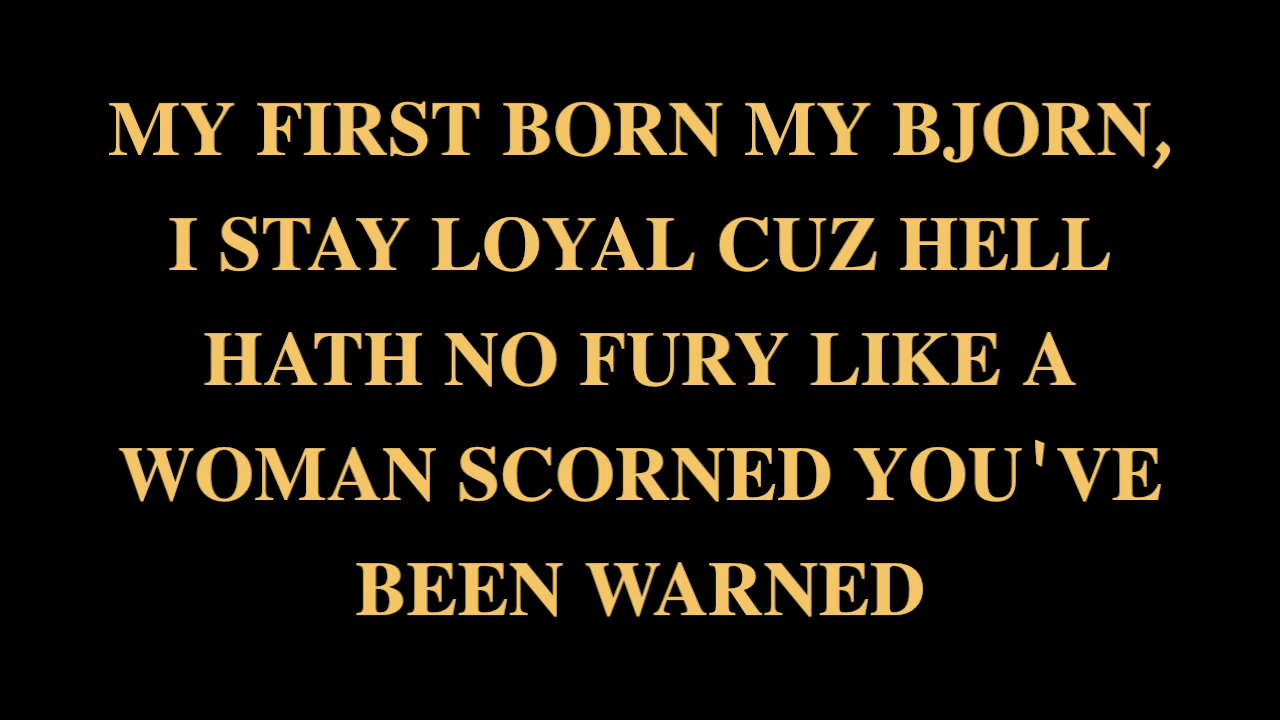 MY FIRST BORN MY BJORN,
I STAY LOYAL CUZ HELL
HATH NO FURY LIKE A
WOMAN SCORNED YOU'VE
BEEN WARNED